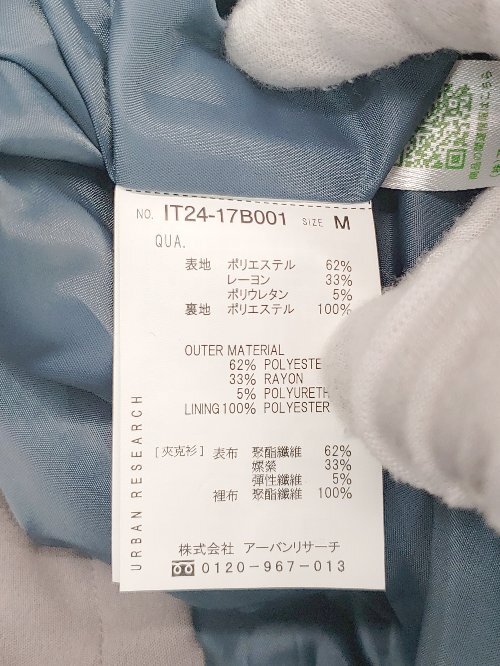 NO. IT24-17B001 SIZE M
QUA.
表地 ポリエステル 62%
レーヨン 33%
ポリウレタン 5%
裏地 ポリエステル 100%
OUTER MATERIAL
62% POLYESTE
33% RAYON
5% POLYURETH
LINING100% POLYESTER
[夾克衫] 表布 聚酯纖維 62%
嫘縈 33%
彈性纖維 5%
裡布 聚酯纖維 100%
株式会社 アーバンリサーチ
0120-967-013
URBAN RESEARCH